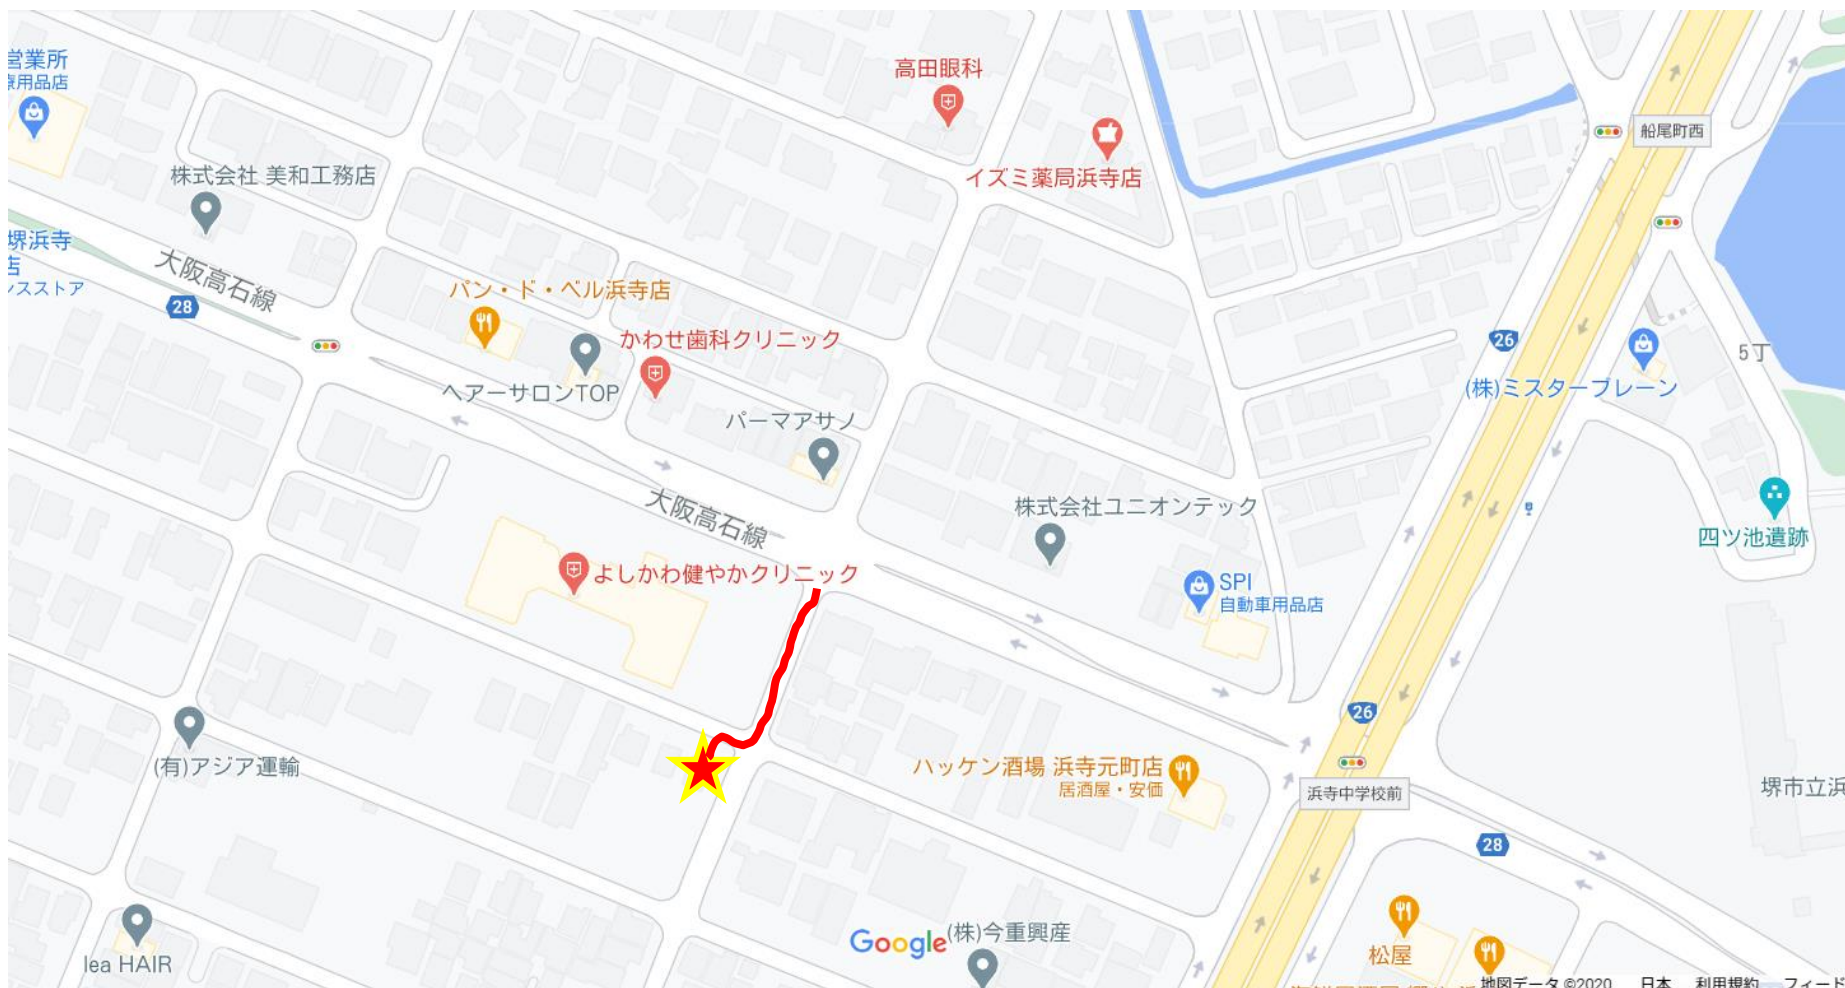 営業所
療用品店
高田眼科
船尾町西
株式会社 美和工務店
イズミ薬局浜寺店
堺浜寺
店
ンスストア
大阪高石線
28
パン・ド・ベル浜寺店
かわせ歯科クリニック
26
5丁
ヘアーサロンTOP
(株)ミスターブレーン
パーマアサノ
大阪高石線
株式会社ユニオンテック
四ツ池遺跡
よしかわ健やかクリニック
SPI
自動車用品店
26
(有)アジア運輸
ハッケン酒場 浜寺元町店
居酒屋・安価
浜寺中学校前
堺市立浜
28
Google
(株)今重興産
lea HAIR
松屋
地図データ ©2020 日本 利用規約 フィード